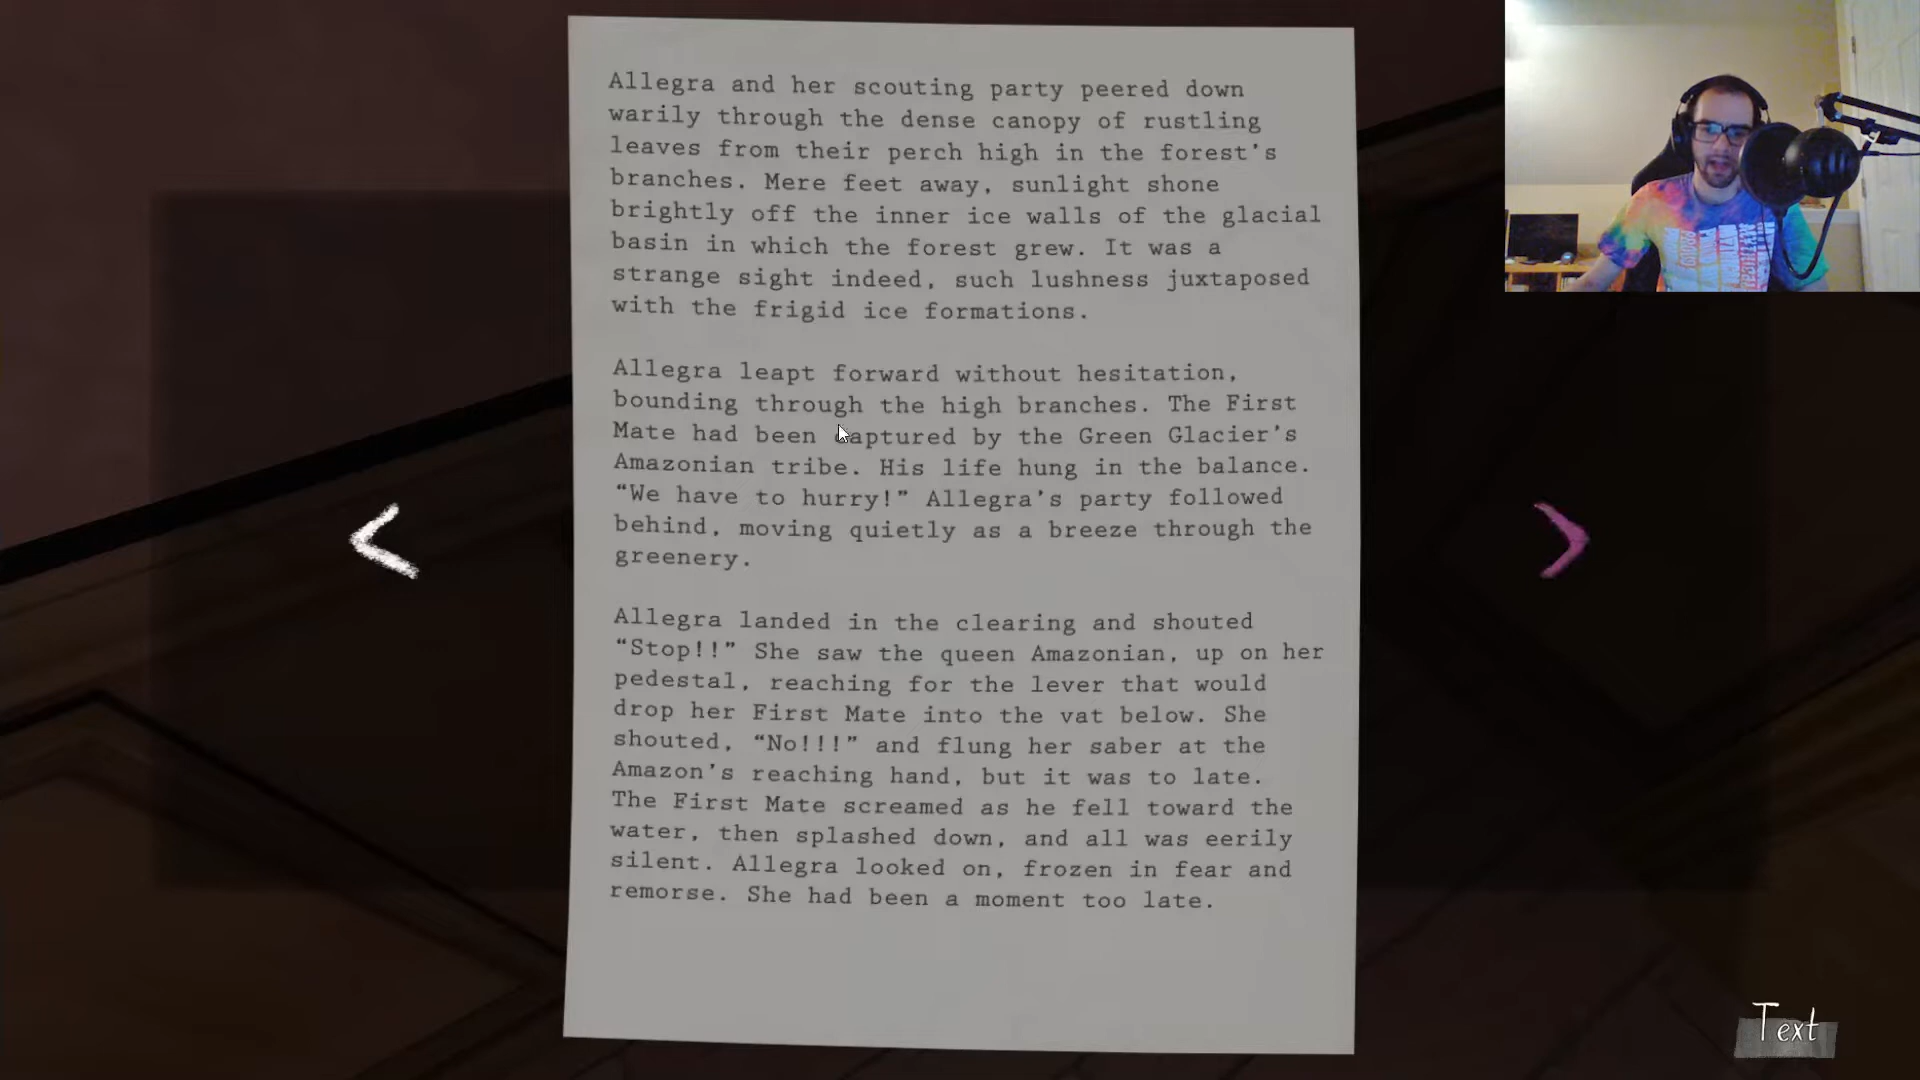 Allegra and her scouting party peered down
warily through the dense canopy of rustling
leaves from their perch high in the forest's
branches. Mere feet away, sunlight shone
brightly off the inner ice walls of the glacial
basin in which the forest grew. It was a
strange sight indeed, such lushness juxtaposed
with the frigid ice formations.
Allegra leapt forward without hesitation,
bounding through the high branches. The First
Mate had been captured by the Green Glacier's
Amazonian tribe. His life hung in the balance.
“We have to hurry!” Allegra's party followed
behind, moving quietly as a breeze through the
greenery.
Allegra landed in the clearing and shouted
“Stop!!” She saw the queen Amazonian, up on her
pedestal, reaching for the lever that would
drop her First Mate into the vat below. She
shouted, “No!!!” and flung her saber at the
Amazon's reaching hand, but it was to late.
The First Mate screamed as he fell toward the
water, then splashed down, and all was eerily
silent. Allegra looked on, frozen in fear and
remorse. She had been a moment too late.
Text